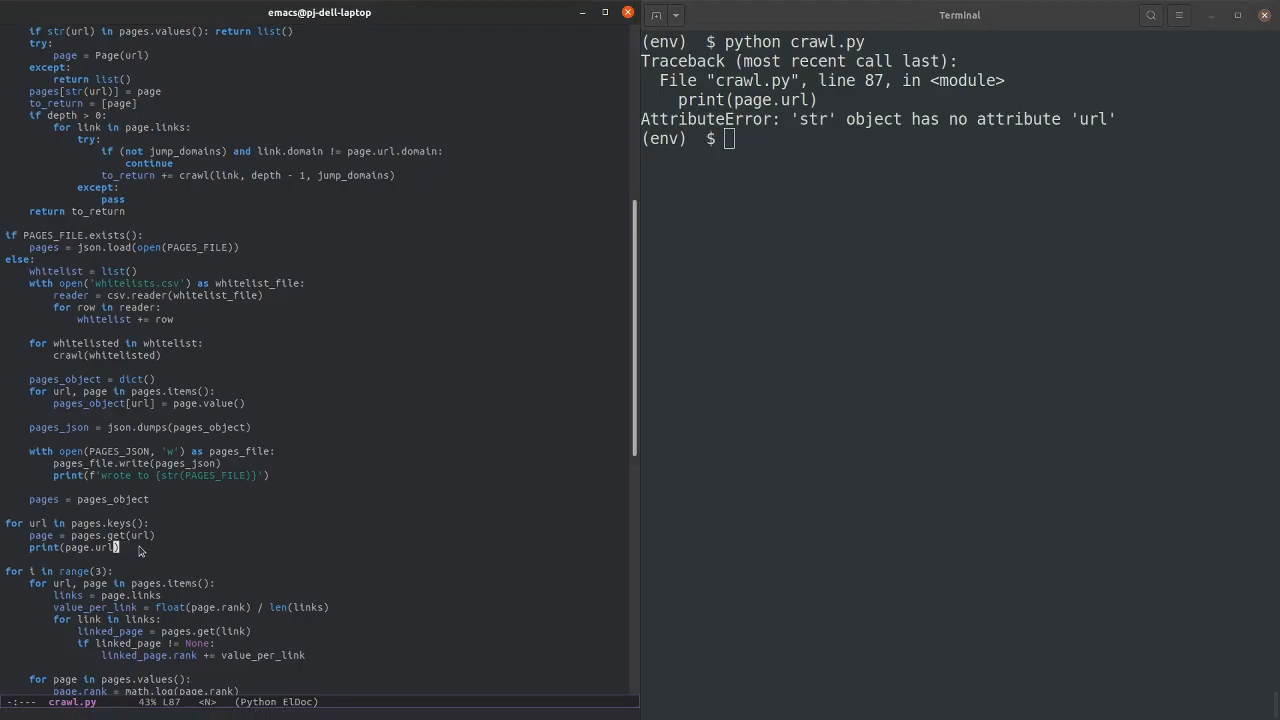 emacs@pj-dell-laptop
    if str(url) in pages.values(): return list()
    try:
        page = Page(url)
    except:
        return list()
    pages[str(url)] = page
    to_return = [page]
    if depth > 0:
        for link in page.links:
            try:
                if (not jump_domains) and link.domain != page.url.domain:
                    continue
                to_return += crawl(link, depth - 1, jump_domains)
            except:
                pass
    return to_return
if PAGES_FILE.exists():
    pages = json.load(open(PAGES_FILE))
else:
    whitelist = list()
    with open('whitelists.csv') as whitelist_file:
        reader = csv.reader(whitelist_file)
        for row in reader:
            whitelist += row
    for whitelisted in whitelist:
        crawl(whitelisted)
    pages_object = dict()
    for url, page in pages.items():
        pages_object[url] = page.value()
    pages_json = json.dumps(pages_object)
    with open(PAGES_JSON, 'w') as pages_file:
        pages_file.write(pages_json)
        print(f'wrote to {str(PAGES_FILE)}')
    pages = pages_object
for url in pages.keys():
    page = pages.get(url)
    print(page.url)
for i in range(3):
    for url, page in pages.items():
        links = page.links
        value_per_link = float(page.rank) / len(links)
        for link in links:
            linked_page = pages.get(link)
            if linked_page != None:
                linked_page.rank += value_per_link
    for page in pages.values():
        page.rank = math.log(page.rank)
-:---  crawl.py       43% L87   <N>  (Python ElDoc)
Terminal
(env)  $ python crawl.py
Traceback (most recent call last):
  File "crawl.py", line 87, in <module>
    print(page.url)
AttributeError: 'str' object has no attribute 'url'
(env)  $